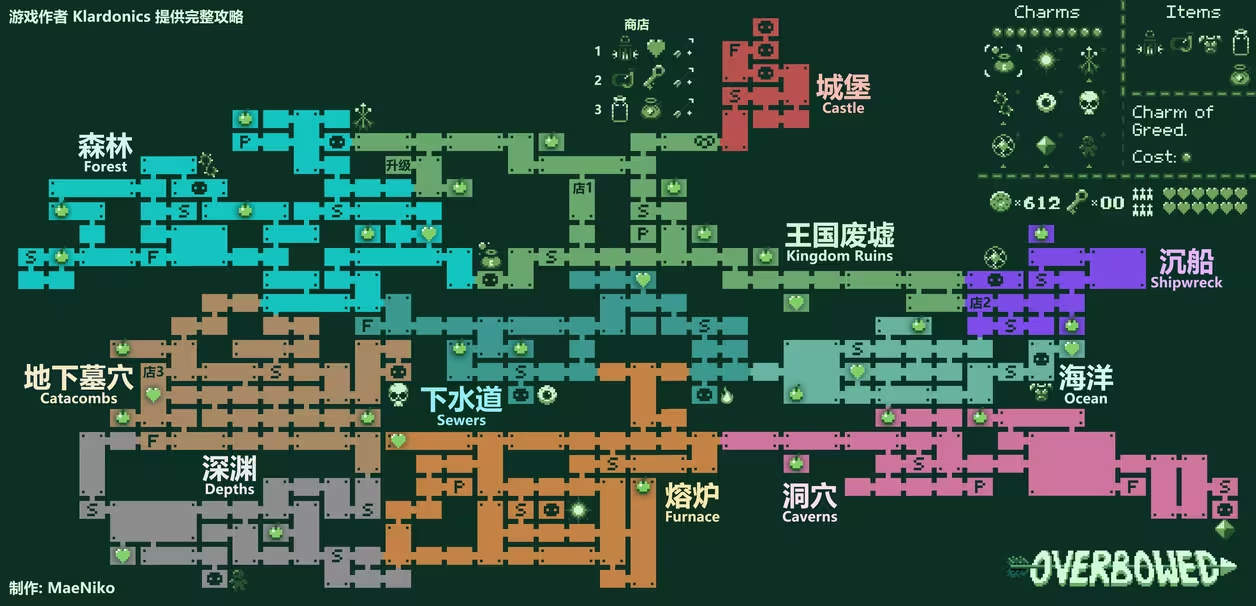 游戏作者 Klardonics 提供完整攻略
商店
1
2
3
Charms
Items
Charm of
Greed.
Cost:
×612
×00
城堡
Castle
森林
Forest
升级
店1
王国废墟
Kingdom Ruins
沉船
Shipwreck
店2
地下墓穴
Catacombs
店3
下水道
Sewers
海洋
Ocean
深渊
Depths
熔炉
Furnace
洞穴
Caverns
OVERBOWED
制作: MaeNiko
F
S
P
S
S
S
F
S
P
S
S
F
S
S
S
S
S
F
S
S
F
S
P
S
P
F
S
S
S
S